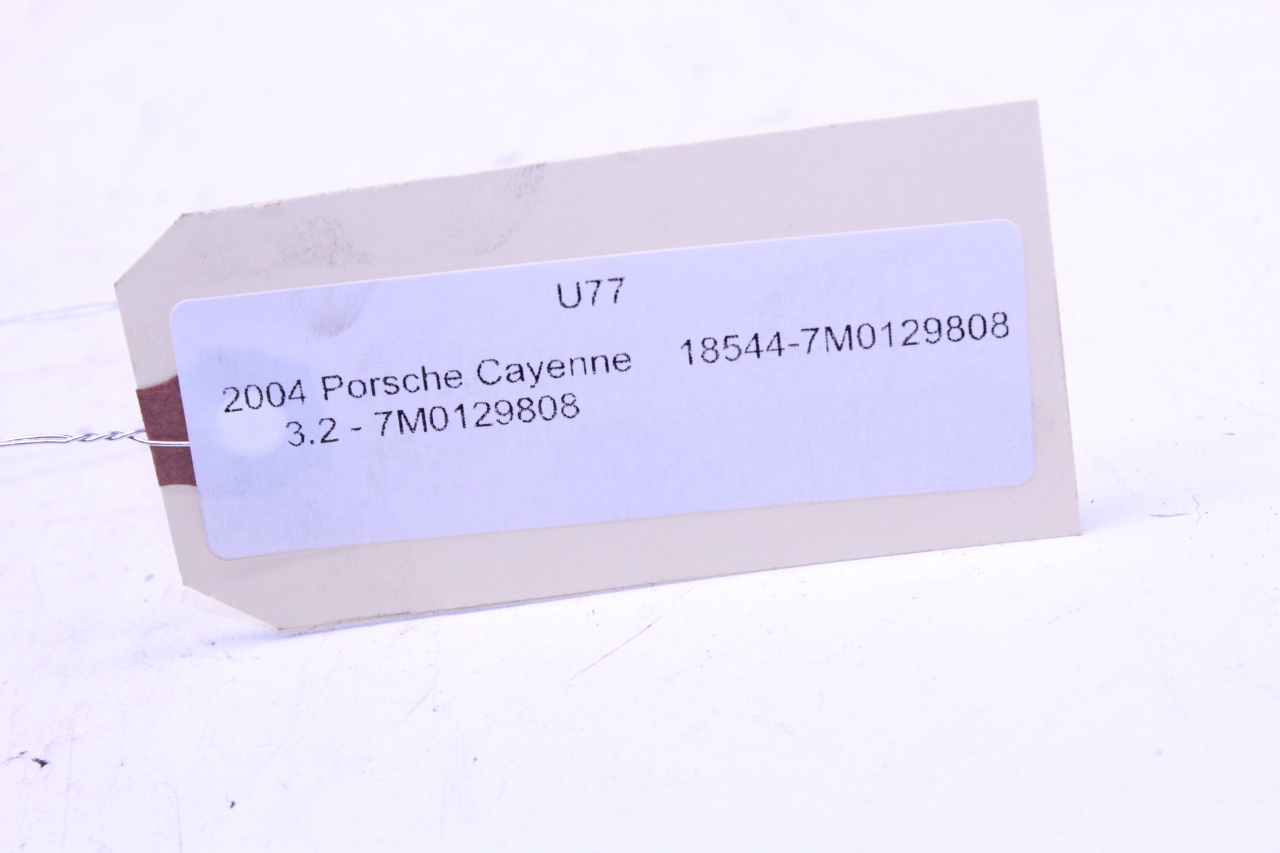 U77
2004 Porsche Cayenne 18544-7M0129808
3.2 - 7M0129808